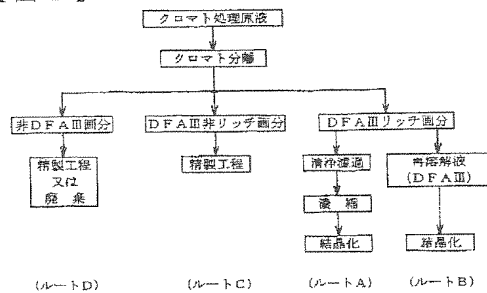 クロマト処理原液
クロマト分離
非DFAⅢ画分
DFAⅢ非リッチ画分
DFAⅢリッチ画分
精製工程
又は
廃棄
精製工程
清浄濾過
濃縮
結晶化
再溶解液
(DFAⅢ)
結晶化
(ルートD)
(ルートC)
(ルートA)
(ルートB)